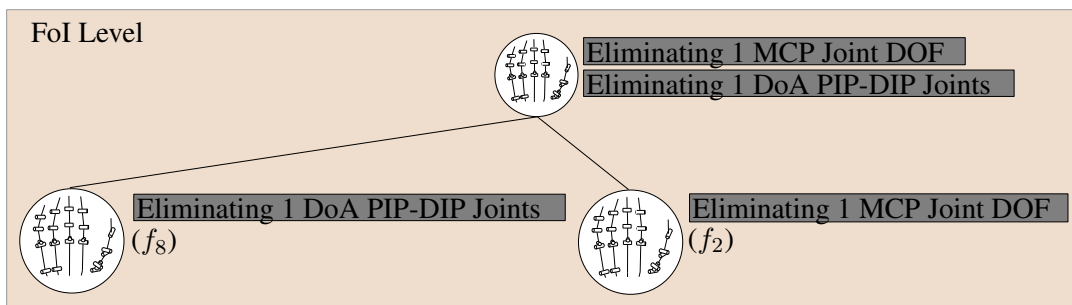 FoI Level
Eliminating 1 MCP Joint DOF
Eliminating 1 DoA PIP-DIP Joints
Eliminating 1 DoA PIP-DIP Joints
(f₈)
Eliminating 1 MCP Joint DOF
(f₂)